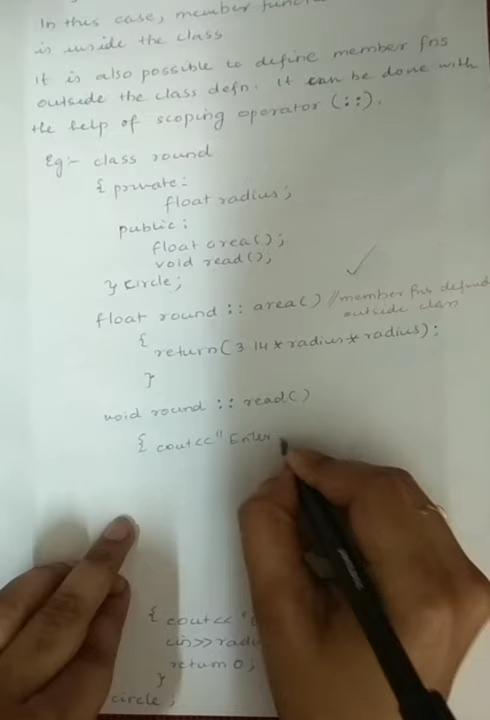 In this case, member
is inside the class
It is also possible to define member fns
outside the class defn. It can be done with
the help of scoping operator (::).
Eg:- class round
{ private:
float radius;
public:
float area();
void read();
} circle;
float round :: area() //member fns defined
outside class
{
return(3.14*radius*radius);
}
void round :: read()
{ cout<<"Enter
{ cout<<"
cin>>radi
return 0;
}
circle;